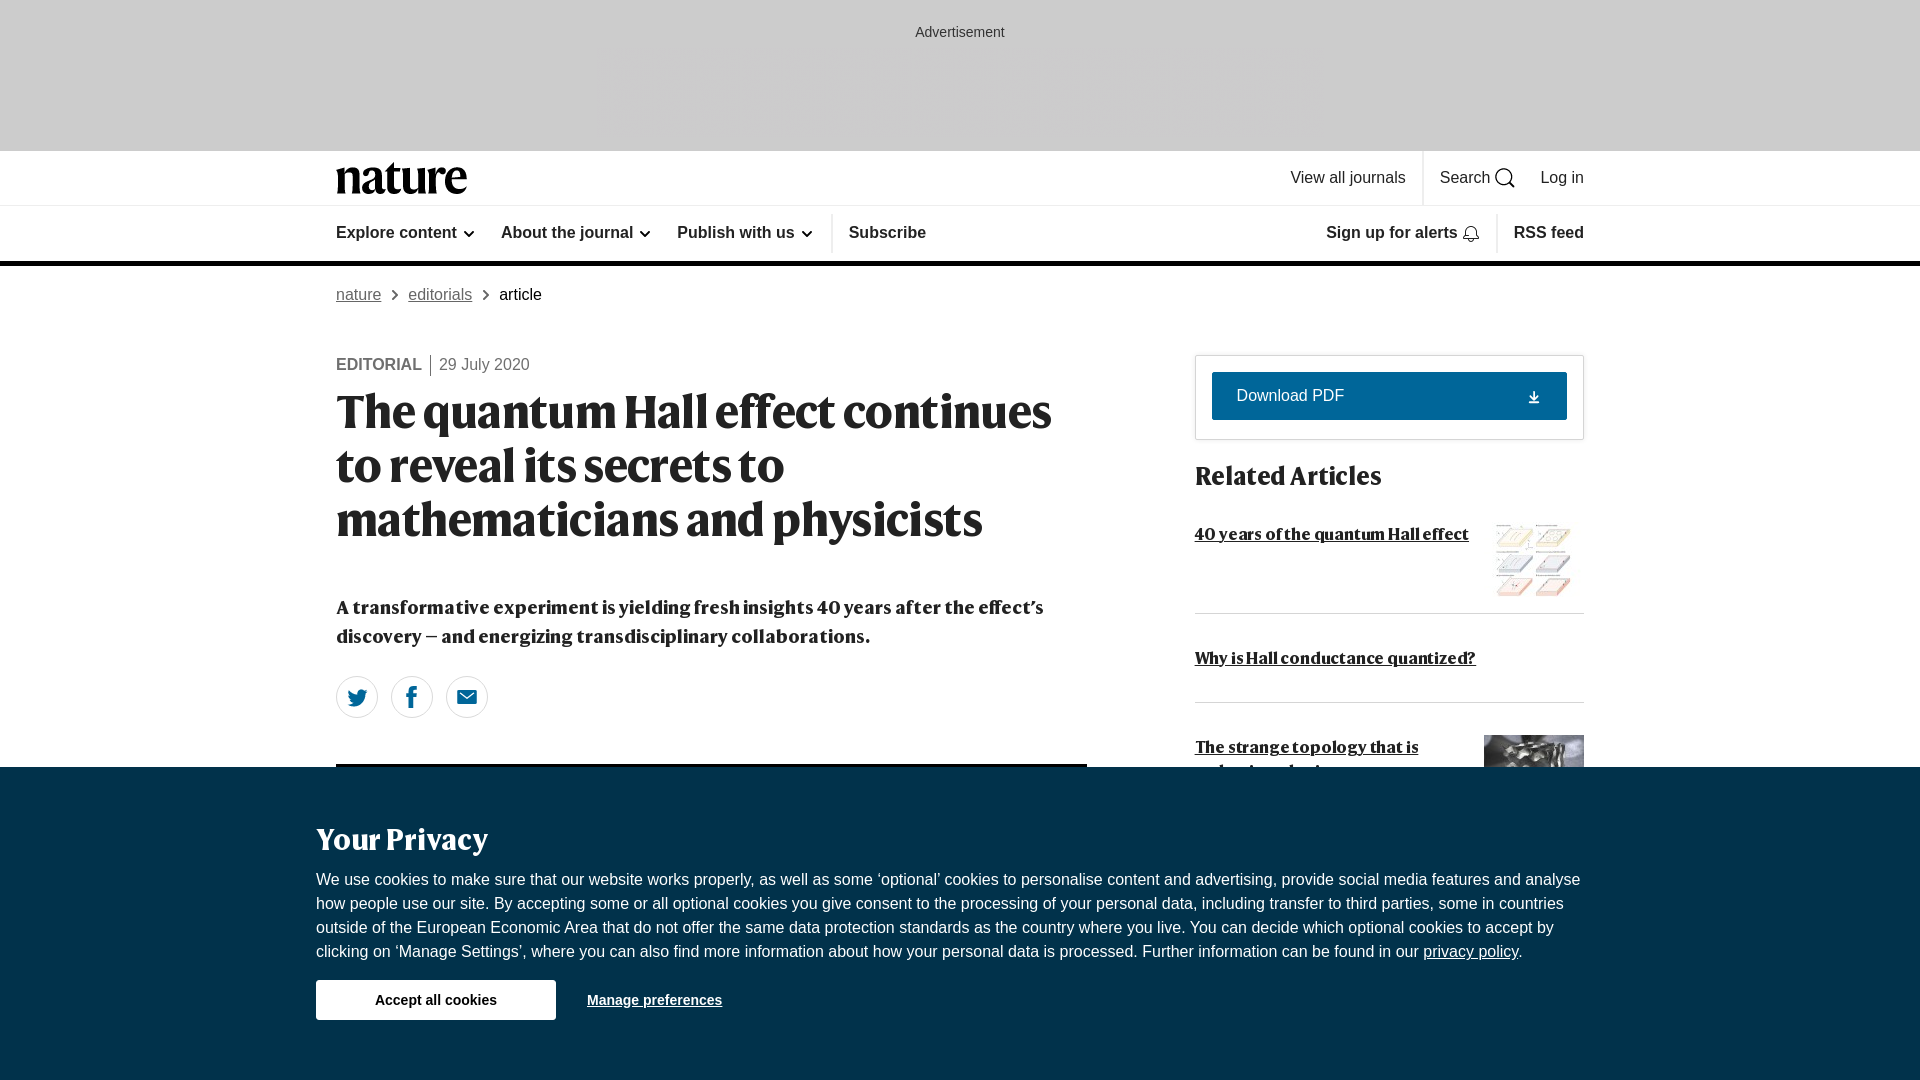 Advertisement
nature
View all journals
Search
Log in
Explore content
About the journal
Publish with us
Subscribe
Sign up for alerts
RSS feed
nature
editorials
article
EDITORIAL
29 July 2020
The quantum Hall effect continues
to reveal its secrets to
mathematicians and physicists
A transformative experiment is yielding fresh insights 40 years after the effect’s
discovery — and energizing transdisciplinary collaborations.
Download PDF
Related Articles
40 years of the quantum Hall effect
Why is Hall conductance quantized?
The strange topology that is
Your Privacy
We use cookies to make sure that our website works properly, as well as some ‘optional’ cookies to personalise content and advertising, provide social media features and analyse
how people use our site. By accepting some or all optional cookies you give consent to the processing of your personal data, including transfer to third parties, some in countries
outside of the European Economic Area that do not offer the same data protection standards as the country where you live. You can decide which optional cookies to accept by
clicking on ‘Manage Settings’, where you can also find more information about how your personal data is processed. Further information can be found in our privacy policy.
Accept all cookies
Manage preferences